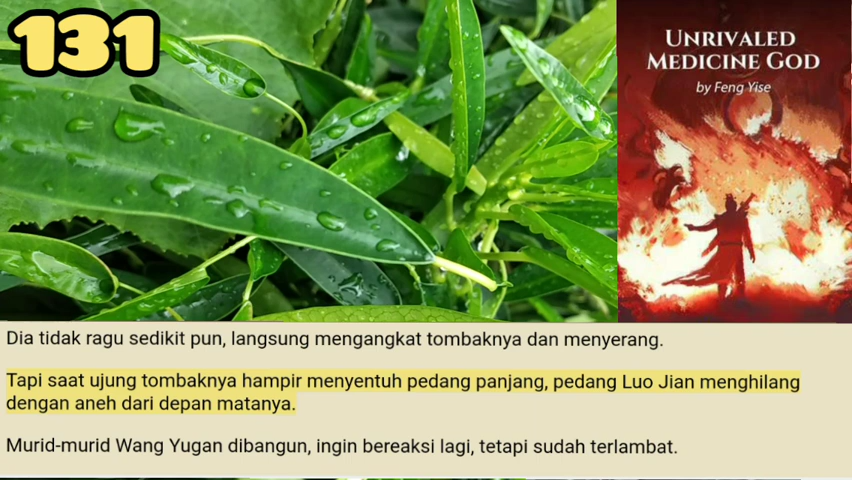 131
UNRIVALED
MEDICINE GOD
by Feng Yise
Dia tidak ragu sedikit pun, langsung mengangkat tombaknya dan menyerang.
Tapi saat ujung tombaknya hampir menyentuh pedang panjang, pedang Luo Jian menghilang
dengan aneh dari depan matanya.
Murid-murid Wang Yugan dibangun, ingin bereaksi lagi, tetapi sudah terlambat.